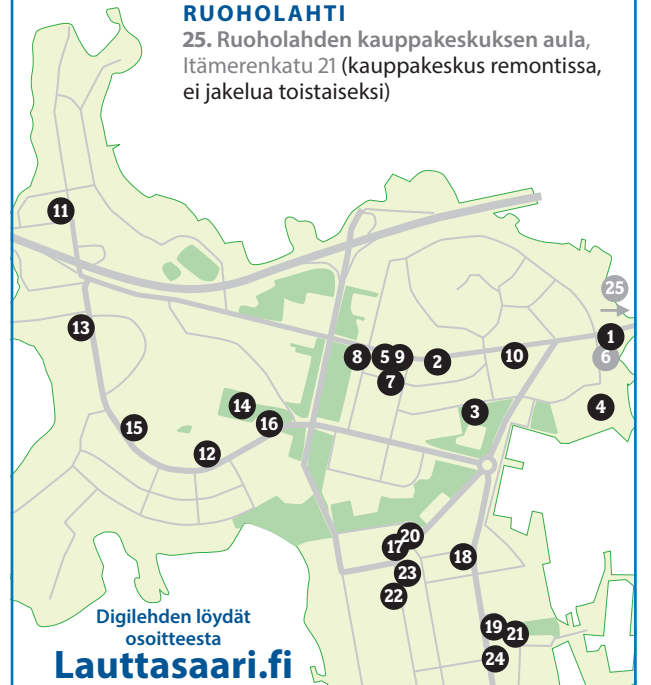 RUOHOLAHTI
25. Ruoholahden kauppakeskuksen aula,
Itämerenkatu 21 (kauppakeskus remontissa,
ei jakelua toistaiseksi)
11
25
13
1
8 5 9 2 10 6
7
14 3 4
15 16
12
20
17 18
23
22
19 21
24
Digilehden löydät
osoitteesta
Lauttasaari.fi